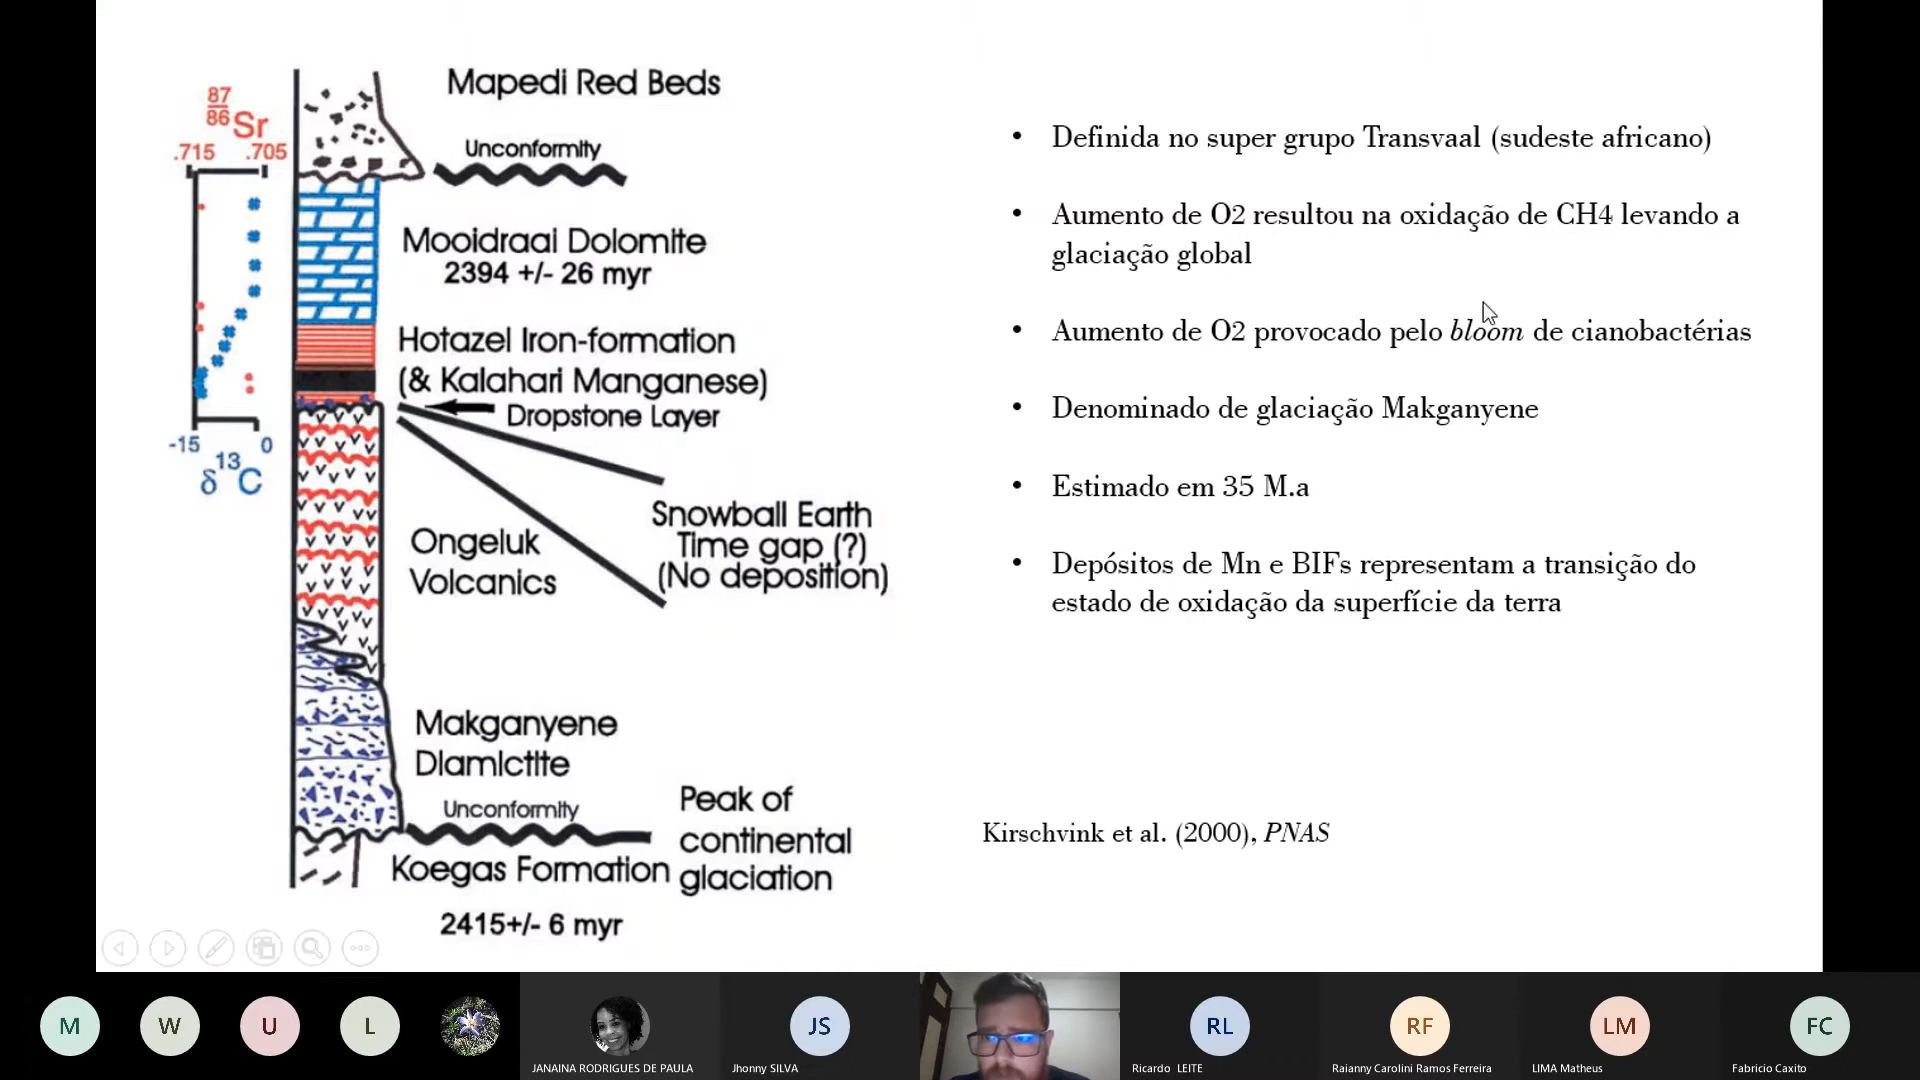 87
86 Sr
.715 .705
Mapedi Red Beds
Unconformity
Mooidraai Dolomite
2394 +/- 26 myr
Hotazel Iron-formation
(& Kalahari Manganese)
Dropstone Layer
-15 0
δ 13 C
Snowball Earth
Time gap (?)
(No deposition)
Ongeluk
Volcanics
Makganyene
Diamictite
Unconformity
Peak of
continental
glaciation
Koegas Formation
2415+/- 6 myr
• Definida no super grupo Transvaal (sudeste africano)
• Aumento de O2 resultou na oxidação de CH4 levando a
glaciação global
• Aumento de O2 provocado pelo bloom de cianobactérias
• Denominado de glaciação Makganyene
• Estimado em 35 M.a
• Depósitos de Mn e BIFs representam a transição do
estado de oxidação da superfície da terra
Kirschvink et al. (2000), PNAS
M
W
U
L
JANAINA RODRIGUES DE PAULA
JS
Jhonny SILVA
RL
Ricardo LEITE
RF
Raianny Carolini Ramos Ferreira
LM
LIMA Matheus
FC
Fabricio Caxito